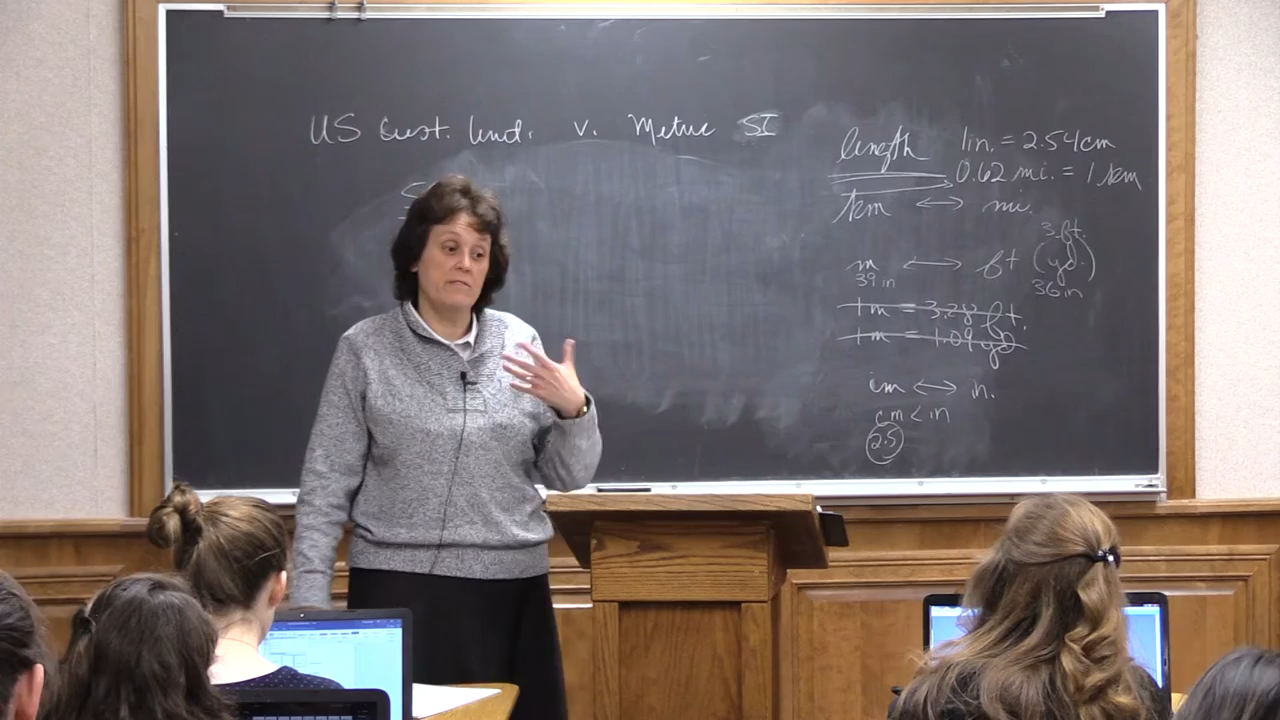 US Cust. Und. v. Metric SI
S
length 1in. = 2.54cm
0.62 mi. = 1 km
km ↔ mi.
3 ft.
m ↔ ft (yd.)
39 in 36 in
1m = 3.28 ft.
1m = 1.09 yd
cm ↔ in.
cm < in
2.5